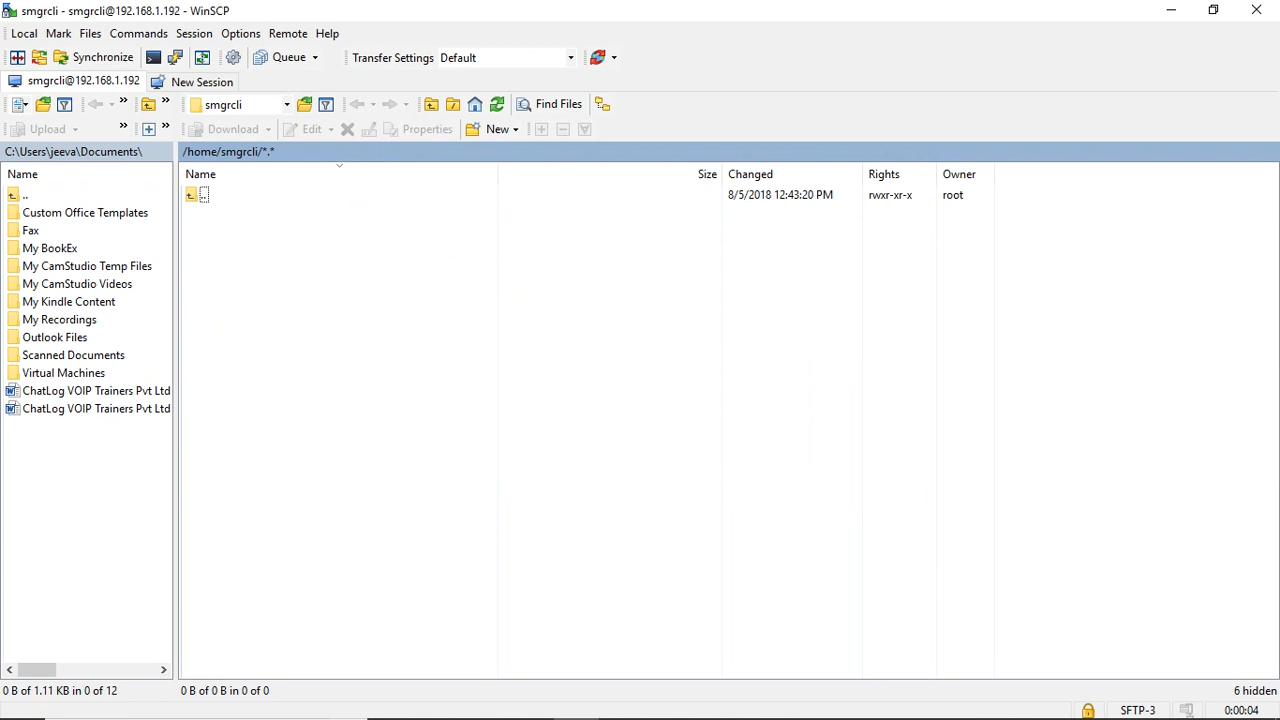 smgrcli - smgrcli@192.168.1.192 - WinSCP
Local Mark Files Commands Session Options Remote Help
Synchronize Queue Transfer Settings Default
smgrcli@192.168.1.192 New Session
» » smgrcli Find Files
Upload » » Download Edit Properties New
C:\Users\jeeva\Documents\ /home/smgrcli/*.*
Name Name Size Changed Rights Owner
.. .. 8/5/2018 12:43:20 PM rwxr-xr-x root
Custom Office Templates
Fax
My BookEx
My CamStudio Temp Files
My CamStudio Videos
My Kindle Content
My Recordings
Outlook Files
Scanned Documents
Virtual Machines
ChatLog VOIP Trainers Pvt Ltd
ChatLog VOIP Trainers Pvt Ltd
0 B of 1.11 KB in 0 of 12 0 B of 0 B in 0 of 0 6 hidden
SFTP-3 0:00:04